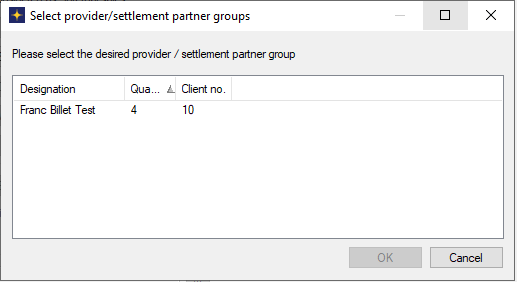 Select provider/settlement partner groups
Please select the desired provider / settlement partner group
Designation Qua... Client no.
Franc Billet Test 4 10
OK Cancel